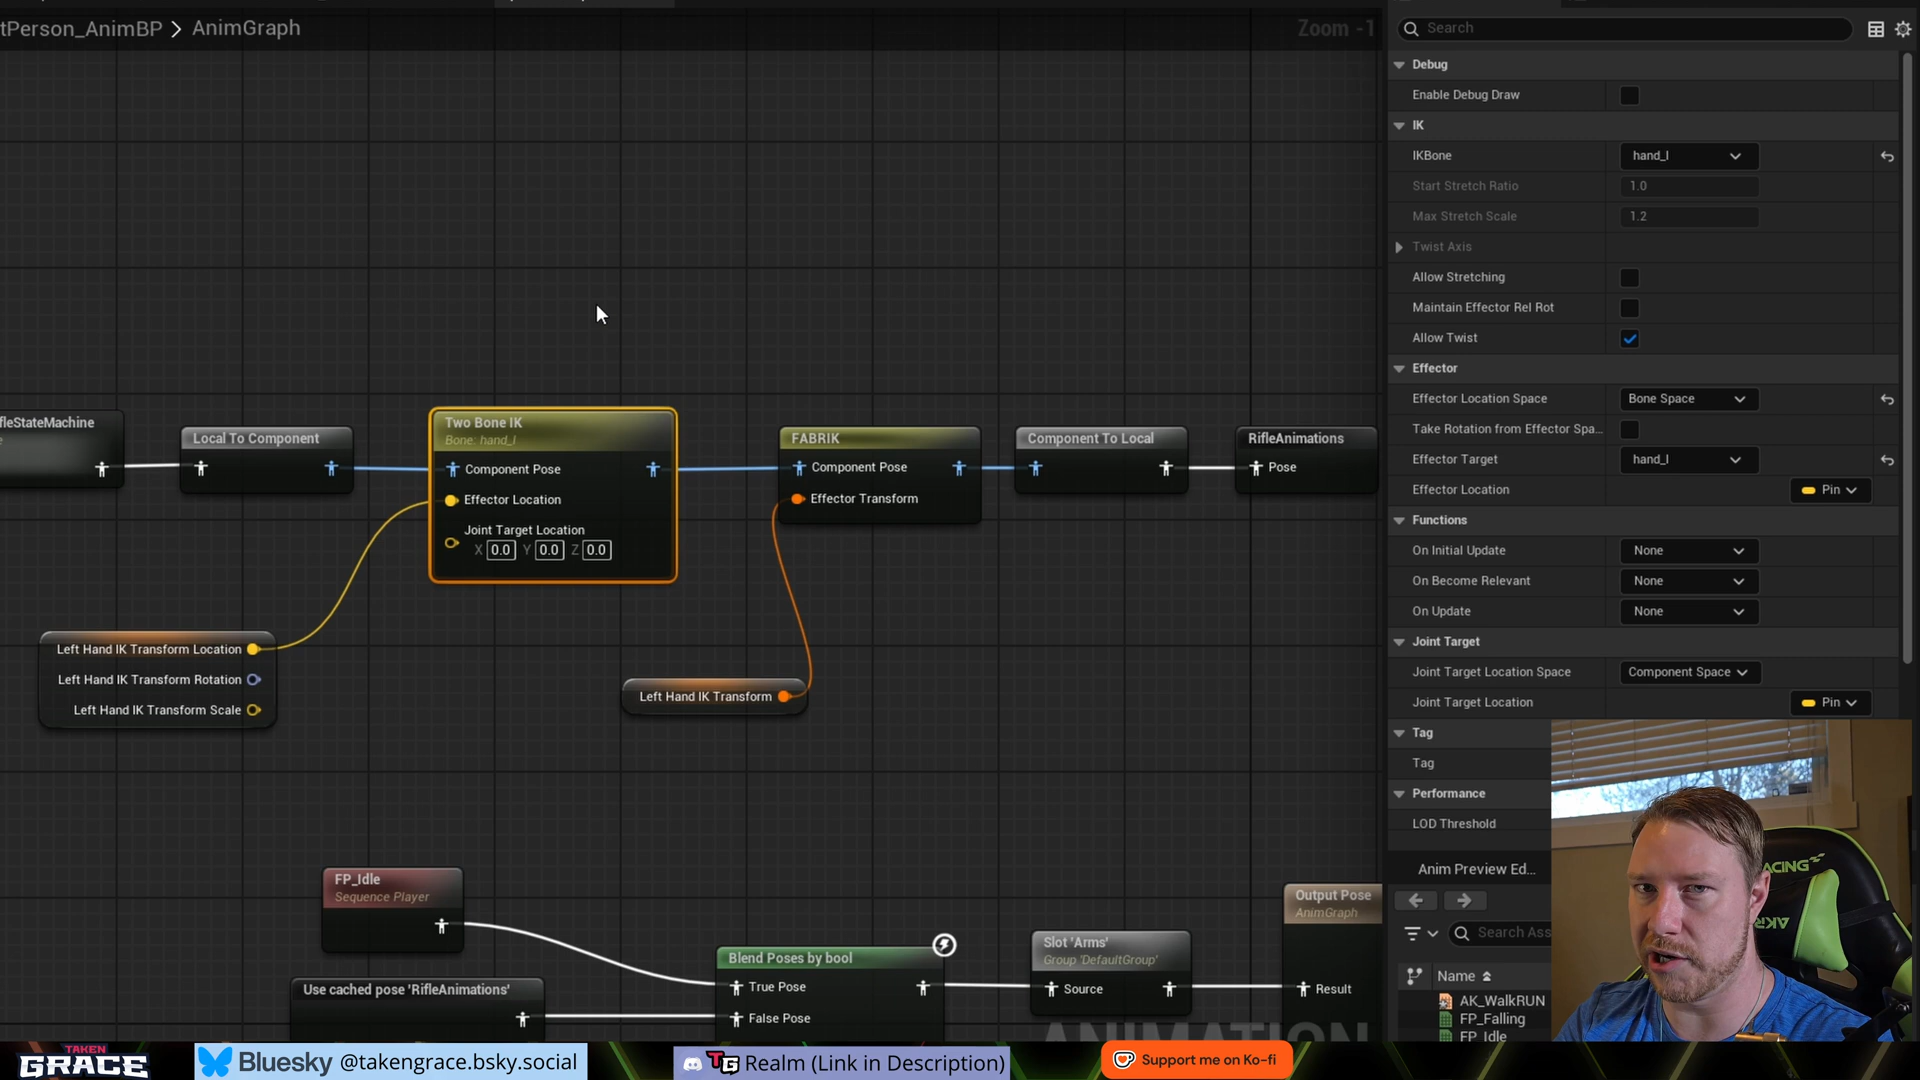 tPerson_AnimBP > AnimGraph
Zoom -1
Search
Debug
Enable Debug Draw
IK
IKBone
hand_l
Start Stretch Ratio
1.0
Max Stretch Scale
1.2
Twist Axis
Allow Stretching
Maintain Effector Rel Rot
Allow Twist
Effector
Effector Location Space
Bone Space
Take Rotation from Effector Spa...
Effector Target
hand_l
Effector Location
Pin
Functions
On Initial Update
None
On Become Relevant
None
On Update
None
Joint Target
Joint Target Location Space
Component Space
Joint Target Location
Pin
Tag
Tag
Performance
LOD Threshold
Anim Preview Ed...
Search Ass
Name
AK_WalkRUN
FP_Falling
FP_Idle
fleStateMachine
e
Local To Component
Two Bone IK
Bone: hand_l
Component Pose
Effector Location
Joint Target Location
X 0.0 Y 0.0 Z 0.0
FABRIK
Component Pose
Effector Transform
Component To Local
RifleAnimations
Pose
Left Hand IK Transform Location
Left Hand IK Transform Rotation
Left Hand IK Transform Scale
Left Hand IK Transform
FP_Idle
Sequence Player
Use cached pose 'RifleAnimations'
Blend Poses by bool
True Pose
False Pose
Slot 'Arms'
Group 'DefaultGroup'
Source
Output Pose
AnimGraph
Result
ANIMATION
TAKEN
GRACE
Bluesky @takengrace.bsky.social
TG Realm (Link in Description)
Support me on Ko-fi